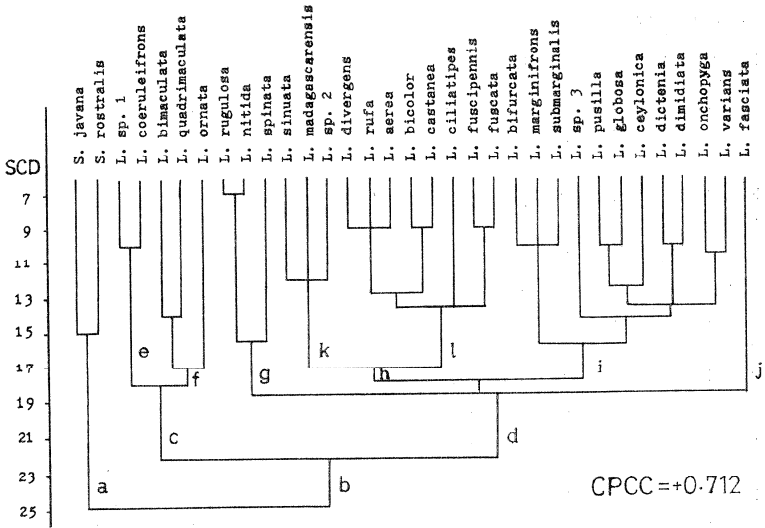 S. javana
S. rostralis
L. sp. 1
L. coeruleifrons
L. bimaculata
L. quadrimaculata
L. ornata
L. rugulosa
L. nitida
L. spinata
L. sinuata
L. madagascarensis
L. sp. 2
L. divergens
L. rufa
L. aerea
L. bicolor
L. castanea
L. ciliatipes
L. fuscipennis
L. fuscata
L. bifurcata
L. marginifrons
L. submarginalis
L. sp. 3
L. pusilla
L. globosa
L. ceylonica
L. dictenia
L. dimidiata
L. onchopyga
L. varians
L. fasciata
SCD
7
9
11
13
15
17
19
21
23
25
e
f
g
k
h
l
i
j
c
d
a
b
CPCC=+0.712